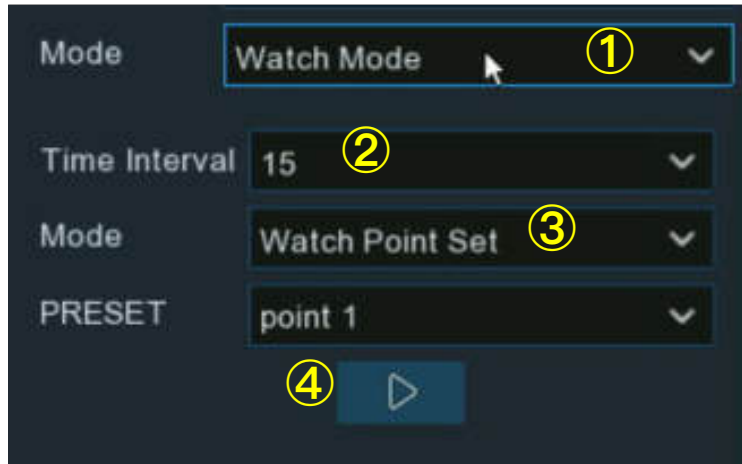 Mode Watch Mode ①
Time Interval 15 ②
Mode Watch Point Set ③
PRESET point 1
④